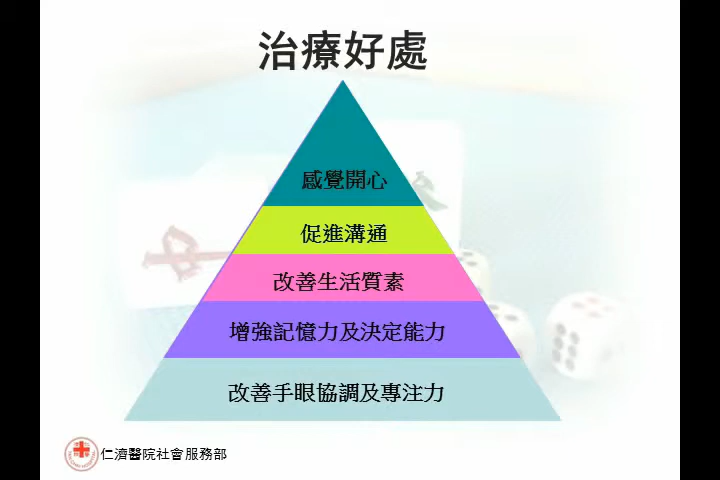 治療好處
感覺開心
促進溝通
改善生活質素
增強記憶力及決定能力
改善手眼協調及專注力
仁濟醫院社會服務部